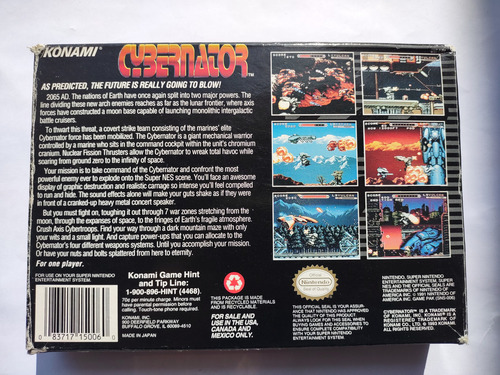 KONAMI
CYBERNATOR™
AS PREDICTED, THE FUTURE IS REALLY GOING TO BLOW!
2065 AD. The nations of Earth have once again split into two major powers. The
line dividing these new arch enemies reaches as far as the lunar frontier, where axis
forces have constructed a moon base capable of launching monolithic intergalactic
battle cruisers.
To thwart this threat, a covert strike team consisting of the marines' elite
Cybernator force has been mobilized. The Cybernator is a giant mechanical warrior
controlled by a marine who sits in the command cockpit within the unit's chromium
cranium. Nuclear Fission Thrusters allow the Cybernator to wreak total havoc while
soaring from ground zero to the infinity of space.
Your mission is to take command of the Cybernator and confront the most
powerful enemy ever to explode onto the Super NES scene. You'll face an awesome
display of graphic destruction and realistic carnage so intense you'll feel compelled
to run and hide. The sound effects alone will make your guts shake as if they were
in front of a cranked-up heavy metal concert speaker.
But you must fight on, toughing it out through 7 war zones stretching from the
moon, through the expanses of space, to the fringes of Earth's fragile atmosphere.
Crush Axis Cybertroops. Find your way through a dark mountain maze with only
your wits and a small light. And capture power-ups that you can allocate to the
Cybernator's four different weapons systems. Until you accomplish your mission.
Or have your nuts and bolts splattered from here to eternity.
For one player.
FOR USE ON YOUR SUPER NINTENDO
ENTERTAINMENT SYSTEM.
0 83717 15006 0
Konami Game Hint
and Tip Line:
1-900-896-HINT (4468).
70¢ per minute charge. Minors must
have parental permission before
calling. Touch-tone phone required.
KONAMI, INC.
900 DEERFIELD PARKWAY
BUFFALO GROVE, IL 60089-4510
MADE IN JAPAN
THIS PACKAGE IS MADE
FROM RECYCLED MATERIALS
& IS RECYCLABLE.
FOR SALE AND
USE IN THE USA,
CANADA AND
MEXICO ONLY.
Official
Nintendo
Seal of Quality
THIS OFFICIAL SEAL IS YOUR ASSUR-
ANCE THAT NINTENDO HAS APPROVED
THE QUALITY OF THIS PRODUCT.
ALWAYS LOOK FOR THIS SEAL WHEN
BUYING GAMES AND ACCESSORIES TO
ENSURE COMPLETE COMPATIBILITY
WITH YOUR SUPER NINTENDO
ENTERTAINMENT SYSTEM.
NINTENDO, SUPER NINTENDO
ENTERTAINMENT SYSTEM, SUPER
NES AND THE OFFICIAL SEALS ARE
TRADEMARKS OF NINTENDO OF
AMERICA INC. © 1991 NINTENDO OF
AMERICA INC. GAME PAK (SNS-006)
CYBERNATOR™ IS A
TRADEMARK OF KONAMI, INC.
KONAMI® IS A REGISTERED
TRADEMARK OF KONAMI
CO., LTD. © 1993 KONAMI.
ALL RIGHTS RESERVED.